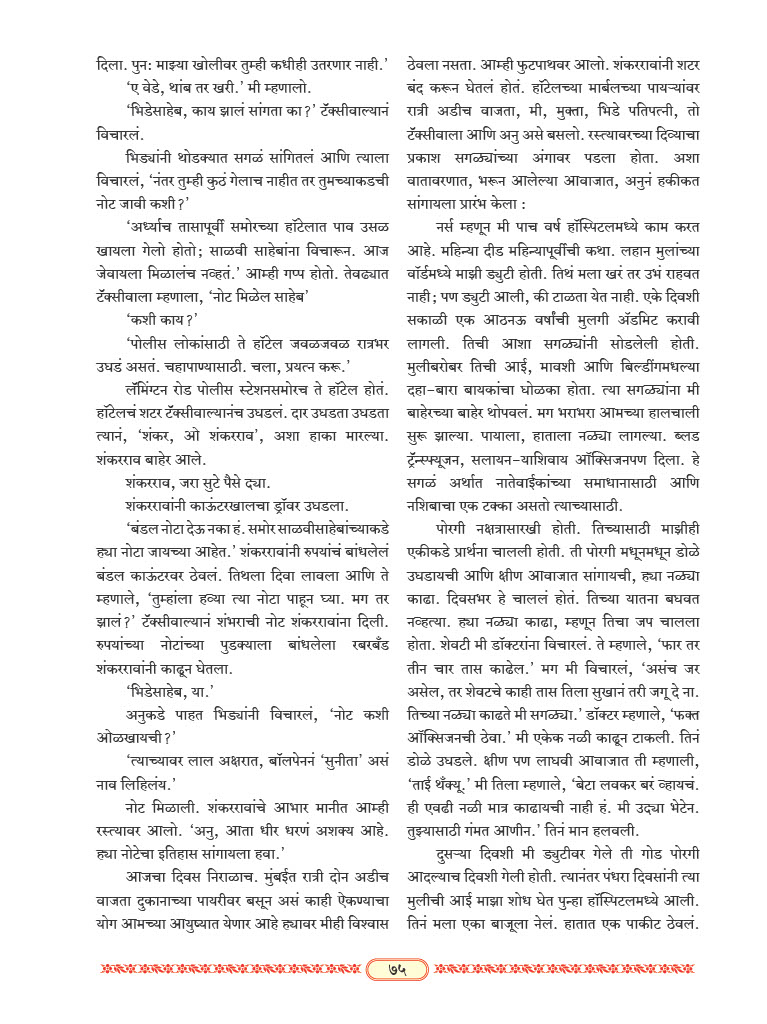 दिला. पुनः माझ्या खोलीवर तुम्ही कधीही उतरणार नाही.’
‘ए वेडे, थांब तर खरी.’ मी म्हणालो.
‘भिडेसाहेब, काय झालं सांगता का?’ टॅक्सीवाल्यानं
विचारलं.
भिड्यांनी थोडक्यात सगळं सांगितलं आणि त्याला
विचारलं, ‘नंतर तुम्ही कुठं गेलाच नाहीत तर तुमच्याकडची
नोट जावी कशी?’
‘अर्ध्याच तासापूर्वी समोरच्या हॉटेलात पाव उसळ
खायला गेलो होतो; साळवी साहेबांना विचारून. आज
जेवायला मिळालंच नव्हतं.’ आम्ही गप्प होतो. तेवढ्यात
टॅक्सीवाला म्हणाला, ‘नोट मिळेल साहेब’
‘कशी काय?’
‘पोलीस लोकांसाठी ते हॉटेल जवळजवळ रात्रभर
उघडं असतं. चहापाण्यासाठी. चला, प्रयत्न करू.’
लॅमिंग्टन रोड पोलीस स्टेशनसमोरच ते हॉटेल होतं.
हॉटेलचं शटर टॅक्सीवाल्यानंच उघडलं. दार उघडता उघडता
त्यानं, ‘शंकर, ओ शंकरराव’, अशा हाका मारल्या.
शंकरराव बाहेर आले.
शंकरराव, जरा सुटे पैसे द्या.
शंकररावांनी काऊंटरखालचा ड्रॉवर उघडला.
‘बंडल नोटा देऊ नका हं. समोर साळवीसाहेबांच्याकडे
ह्या नोटा जायच्या आहेत.’ शंकररावांनी रुपयांचं बांधलेलं
बंडल काऊंटरवर ठेवलं. तिथला दिवा लावला आणि ते
म्हणाले, ‘तुम्हांला हव्या त्या नोटा पाहून घ्या. मग तर
झालं?’ टॅक्सीवाल्यानं शंभराची नोट शंकररावांना दिली.
रुपयांच्या नोटांच्या पुडक्याला बांधलेला रबरबँड
शंकररावांनी काढून घेतला.
‘भिडेसाहेब, या.’
अनुकडे पाहत भिड्यांनी विचारलं, ‘नोट कशी
ओळखायची?’
‘त्याच्यावर लाल अक्षरात, बॉलपेननं ‘सुनीता’ असं
नाव लिहिलंय.’
नोट मिळाली. शंकररावांचे आभार मानीत आम्ही
रस्त्यावर आलो. ‘अनु, आता धीर धरणं अशक्य आहे.
ह्या नोटेचा इतिहास सांगायला हवा.’
आजचा दिवस निराळाच. मुंबईत रात्री दोन अडीच
वाजता दुकानाच्या पायरीवर बसून असं काही ऐकण्याचा
योग आमच्या आयुष्यात येणार आहे ह्यावर मीही विश्वास
ठेवला नसता. आम्ही फुटपाथवर आलो. शंकररावांनी शटर
बंद करून घेतलं होतं. हॉटेलच्या मार्बलच्या पायऱ्यांवर
रात्री अडीच वाजता, मी, मुक्ता, भिडे पतिपत्नी, तो
टॅक्सीवाला आणि अनु असे बसलो. रस्त्यावरच्या दिव्याचा
प्रकाश सगळ्यांच्या अंगावर पडला होता. अशा
वातावरणात, भरून आलेल्या आवाजात, अनुनं हकीकत
सांगायला प्रारंभ केला :
नर्स म्हणून मी पाच वर्षं हॉस्पिटलमध्ये काम करत
आहे. महिन्या दीड महिन्यापूर्वीची कथा. लहान मुलांच्या
वॉर्डमध्ये माझी ड्युटी होती. तिथं मला खरं तर उभं राहवत
नाही; पण ड्युटी आली, की टाळता येत नाही. एके दिवशी
सकाळी एक आठनऊ वर्षांची मुलगी अ‍ॅडमिट करावी
लागली. तिची आशा सगळ्यांनी सोडलेली होती.
मुलीबरोबर तिची आई, मावशी आणि बिल्डींगमधल्या
दहा-बारा बायकांचा घोळका होता. त्या सगळ्यांना मी
बाहेरच्या बाहेर थोपवलं. मग भराभरा आमच्या हालचाली
सुरू झाल्या. पायाला, हाताला नळ्या लागल्या. ब्लड
ट्रॅन्स्फ्यूजन, सलायन-याशिवाय ऑक्सिजनपण दिला. हे
सगळं अर्थात नातेवाईकांच्या समाधानासाठी आणि
नशिबाचा एक टक्का असतो त्याच्यासाठी.
पोरगी नक्षत्रासारखी होती. तिच्यासाठी माझीही
एकीकडे प्रार्थना चालली होती. ती पोरगी मधूनमधून डोळे
उघडायची आणि क्षीण आवाजात सांगायची, ह्या नळ्या
काढा. दिवसभर हे चाललं होतं. तिच्या यातना बघवत
नव्हत्या. ह्या नळ्या काढा, म्हणून तिचा जप चालला
होता. शेवटी मी डॉक्टरांना विचारलं. ते म्हणाले, ‘फार तर
तीन चार तास काढेल.’ मग मी विचारलं, ‘असंच जर
असेल, तर शेवटचे काही तास तिला सुखानं तरी जगू दे ना.
तिच्या नळ्या काढते मी सगळ्या.’ डॉक्टर म्हणाले, ‘फक्त
ऑक्सिजनची ठेवा.’ मी एकेक नळी काढून टाकली. तिनं
डोळे उघडले. क्षीण पण लाघवी आवाजात ती म्हणाली,
‘ताई थँक्यू.’ मी तिला म्हणाले, ‘बेटा लवकर बरं व्हायचं.
ही एवढी नळी मात्र काढायची नाही हं. मी उद्या भेटेन.
तुझ्यासाठी गंमत आणीन.’ तिनं मान हलवली.
दुसऱ्या दिवशी मी ड्युटीवर गेले ती गोड पोरगी
आदल्याच दिवशी गेली होती. त्यानंतर पंधरा दिवसांनी त्या
मुलीची आई माझा शोध घेत पुन्हा हॉस्पिटलमध्ये आली.
तिनं मला एका बाजूला नेलं. हातात एक पाकीट ठेवलं.
७५